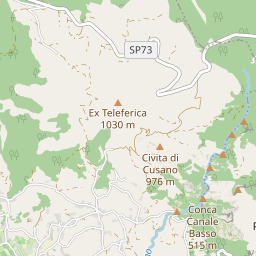 SP73
Ex Teleferica
1030 m
Civita di
Cusano
976 m
Conca
Canale
Basso
515 m